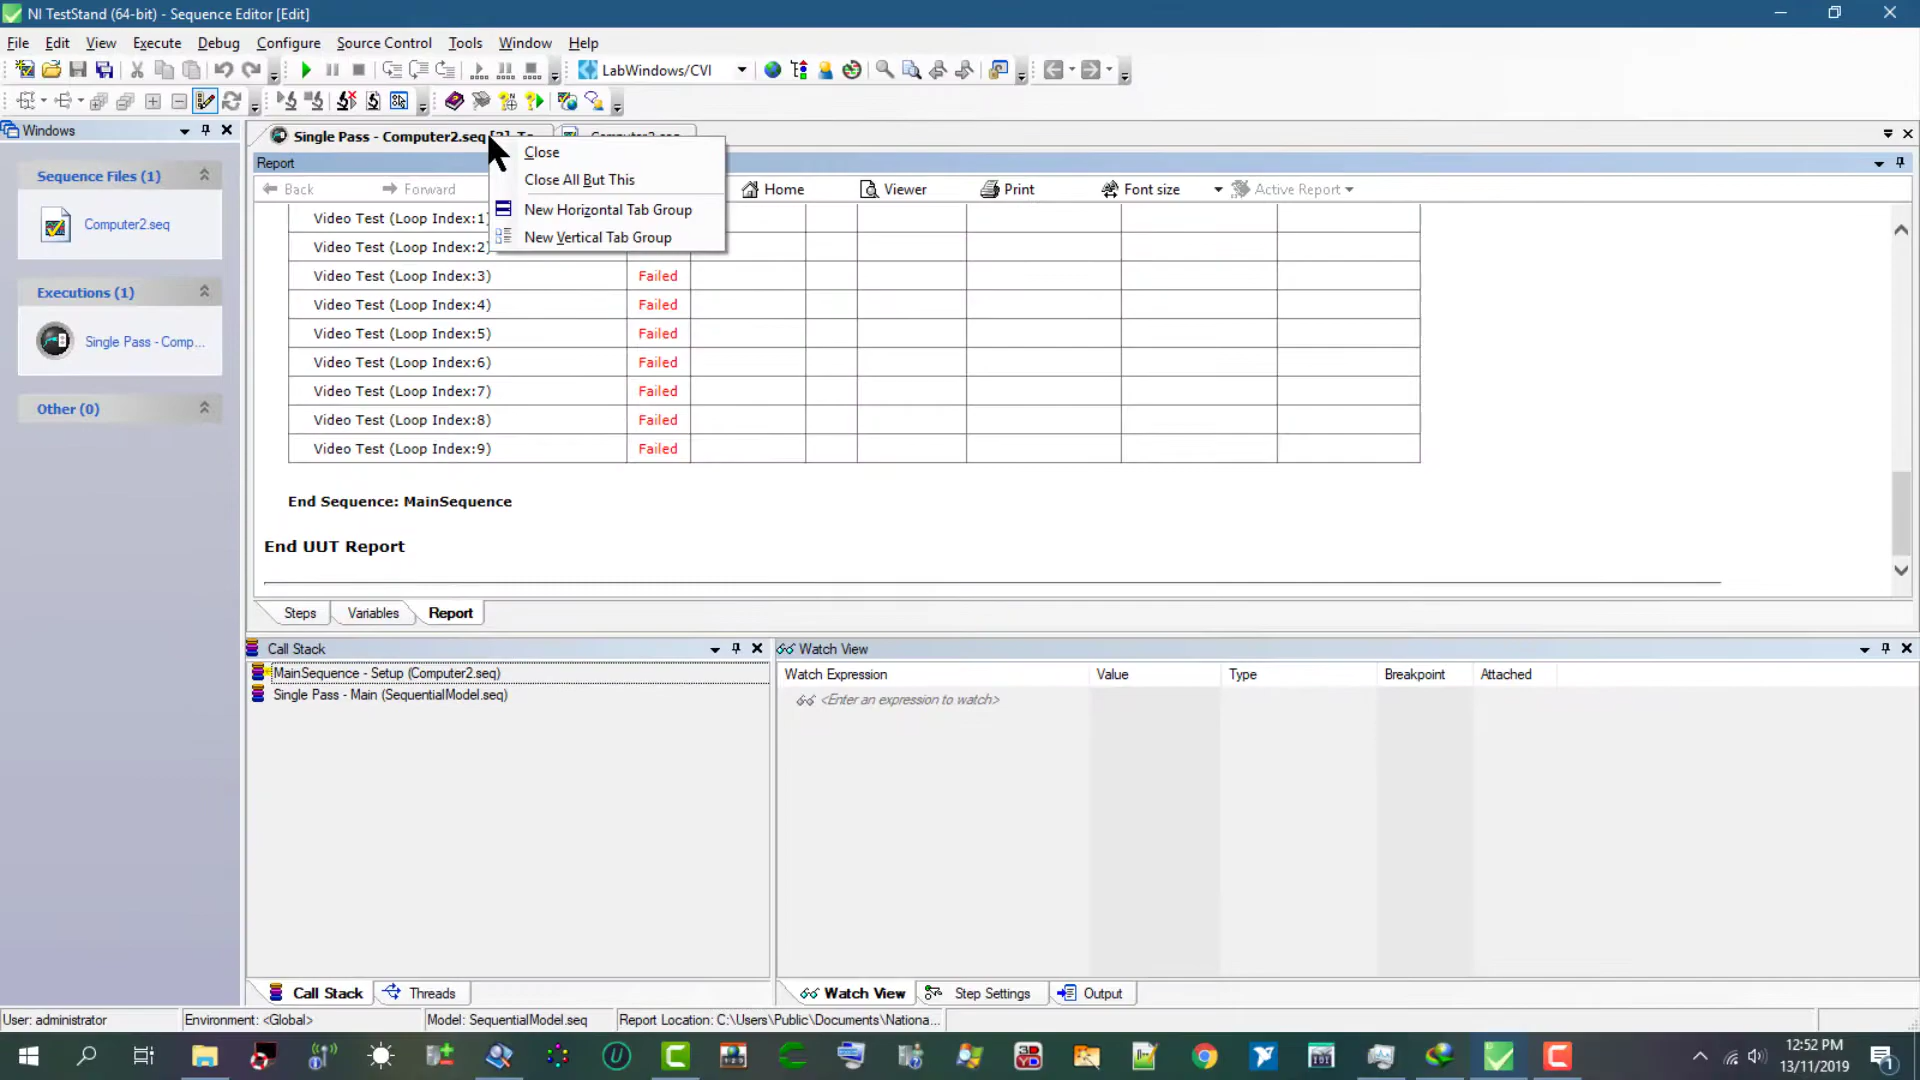 NI TestStand (64-bit) - Sequence Editor [Edit]
File Edit View Execute Debug Configure Source Control Tools Window Help
LabWindows/CVI
Windows
Single Pass - Computer2.seq
Close
Close All But This
New Horizontal Tab Group
New Vertical Tab Group
Report
Back Forward Home Viewer Print Font size Active Report
Sequence Files (1)
Computer2.seq
Executions (1)
Single Pass - Comp...
Other (0)
Video Test (Loop Index:1)
Video Test (Loop Index:2)
Video Test (Loop Index:3) Failed
Video Test (Loop Index:4) Failed
Video Test (Loop Index:5) Failed
Video Test (Loop Index:6) Failed
Video Test (Loop Index:7) Failed
Video Test (Loop Index:8) Failed
Video Test (Loop Index:9) Failed
End Sequence: MainSequence
End UUT Report
Steps Variables Report
Call Stack
MainSequence - Setup (Computer2.seq)
Single Pass - Main (SequentialModel.seq)
Watch View
Watch Expression Value Type Breakpoint Attached
<Enter an expression to watch>
Call Stack Threads
Watch View Step Settings Output
User: administrator Environment: <Global> Model: SequentialModel.seq Report Location: C:\Users\Public\Documents\Nationa...
12:52 PM
13/11/2019